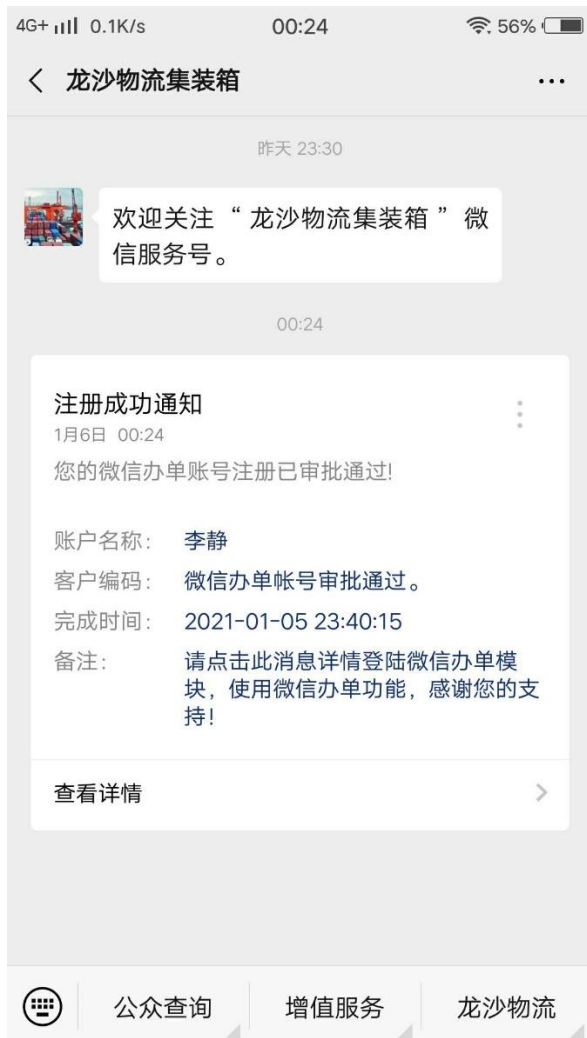 4G+ 0.1K/s 00:24 56%
龙沙物流集装箱
昨天 23:30
欢迎关注“龙沙物流集装箱”微
信服务号。
00:24
注册成功通知
1月6日 00:24
您的微信办单账号注册已审批通过!
账户名称: 李静
客户编码: 微信办单帐号审批通过。
完成时间: 2021-01-05 23:40:15
备注: 请点击此消息详情登陆微信办单模
块，使用微信办单功能，感谢您的支
持!
查看详情
公众查询 增值服务 龙沙物流